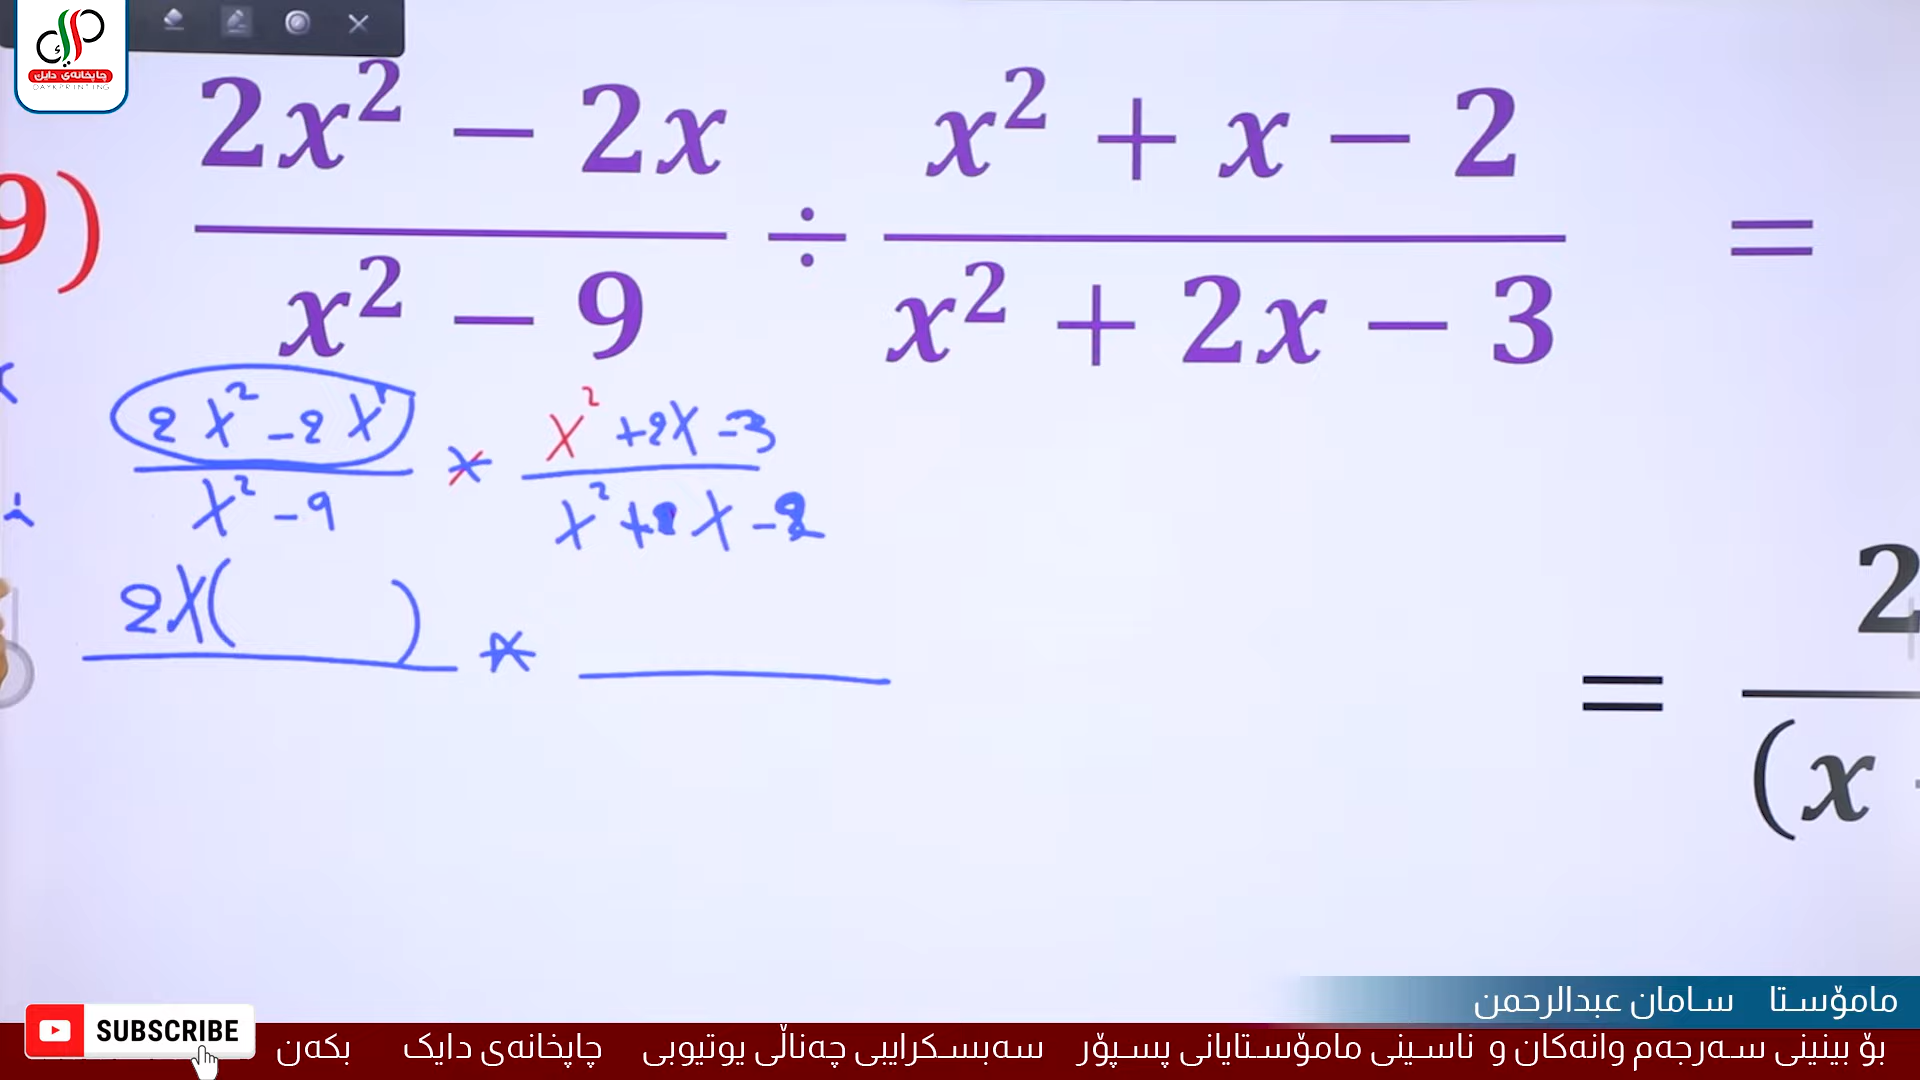 چاپخانەی دایک
DAYKPRINTING
9) (2x² − 2x)/(x² − 9) ÷ (x² + x − 2)/(x² + 2x − 3) =
(2x² − 2x)/(x² − 9) * (x² + 2x − 3)/(x² + x − 2)
2x( ) *
= 2
(x
مامۆستا سامان عبدالرحمن
SUBSCRIBE
بۆ بینینی سەرجەم وانەکان و ناسینی مامۆستایانی پسپۆر سەبسکرایبی چەناڵی یوتیوبی چاپخانەی دایک بکەن